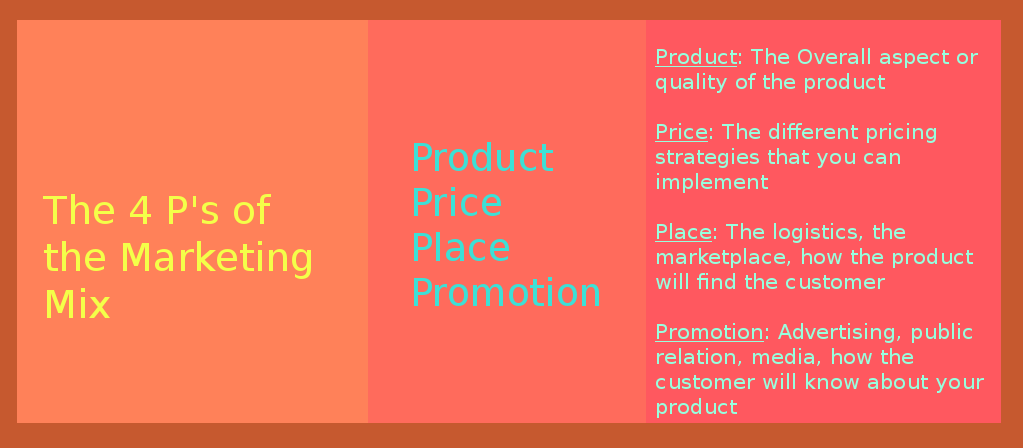 The 4 P's of
the Marketing
Mix
Product
Price
Place
Promotion
Product: The Overall aspect or
quality of the product
Price: The different pricing
strategies that you can
implement
Place: The logistics, the
marketplace, how the product
will find the customer
Promotion: Advertising, public
relation, media, how the
customer will know about your
product